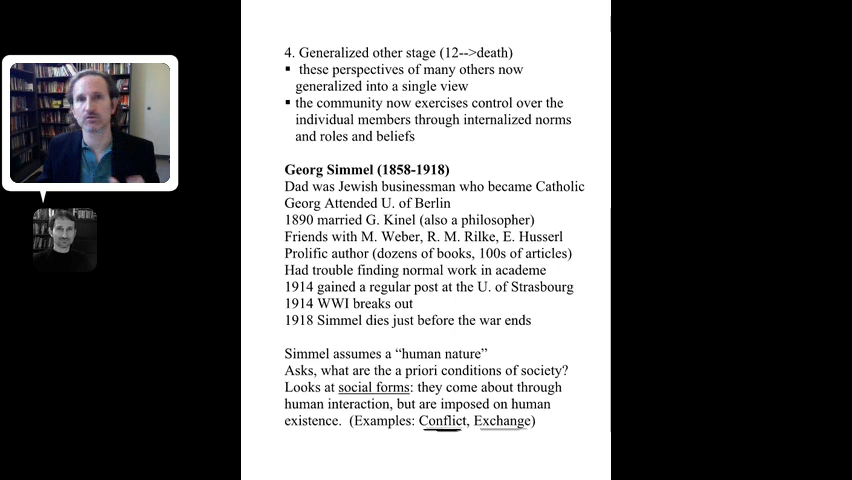 4. Generalized other stage (12-->death)
▪ these perspectives of many others now
generalized into a single view
▪ the community now exercises control over the
individual members through internalized norms
and roles and beliefs
Georg Simmel (1858-1918)
Dad was Jewish businessman who became Catholic
Georg Attended U. of Berlin
1890 married G. Kinel (also a philosopher)
Friends with M. Weber, R. M. Rilke, E. Husserl
Prolific author (dozens of books, 100s of articles)
Had trouble finding normal work in academe
1914 gained a regular post at the U. of Strasbourg
1914 WWI breaks out
1918 Simmel dies just before the war ends
Simmel assumes a “human nature”
Asks, what are the a priori conditions of society?
Looks at social forms: they come about through
human interaction, but are imposed on human
existence. (Examples: Conflict, Exchange)